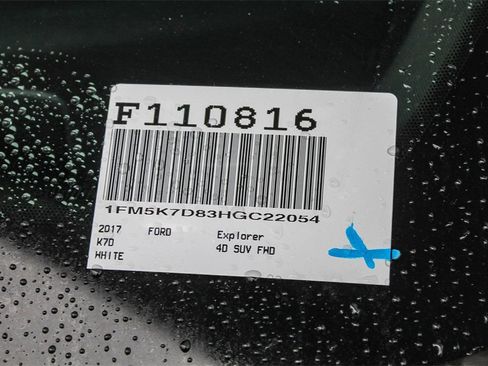 F110816
1FM5K7D83HGC22054
2017 FORD Explorer
K7D 4D SUV FWD
WHITE